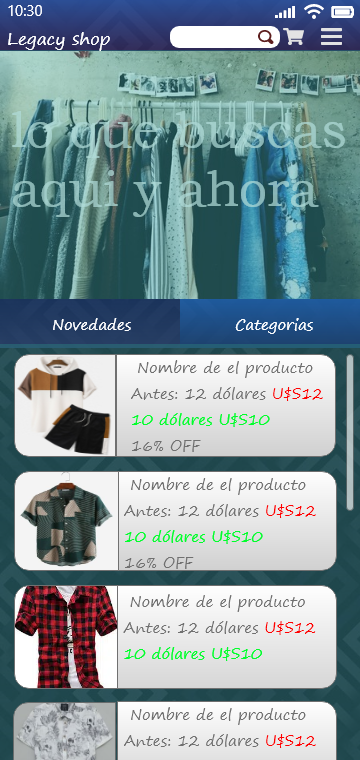 10:30
Legacy shop
lo que buscas
aqui y ahora
Novedades
Categorias
Nombre de el producto
Antes: 12 dólares U$S12
10 dólares U$S10
16% OFF
Nombre de el producto
Antes: 12 dólares U$S12
10 dólares U$S10
16% OFF
Nombre de el producto
Antes: 12 dólares U$S12
10 dólares U$S10
Nombre de el producto
Antes: 12 dólares U$S12